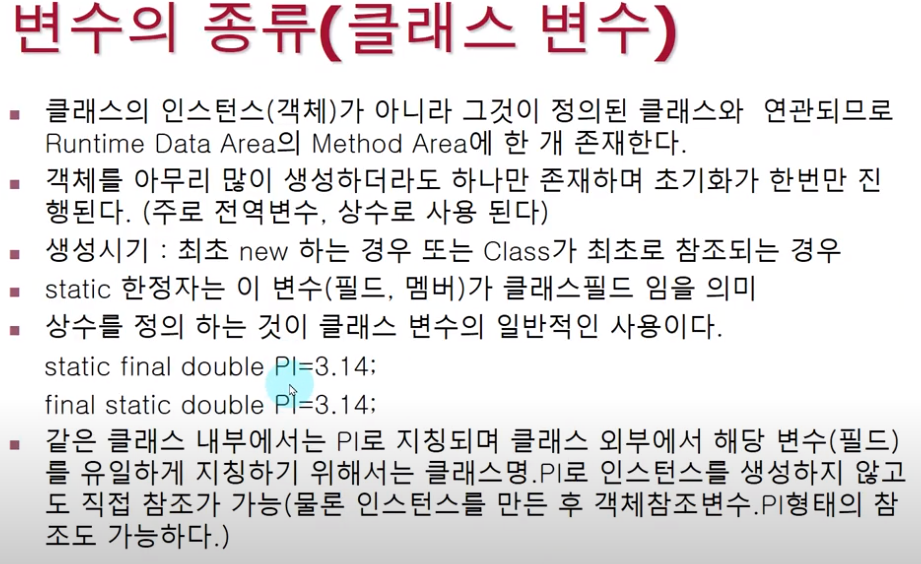 변수의 종류(클래스 변수)
클래스의 인스턴스(객체)가 아니라 그것이 정의된 클래스와 연관되므로
Runtime Data Area의 Method Area에 한 개 존재한다.
객체를 아무리 많이 생성하더라도 하나만 존재하며 초기화가 한번만 진
행된다. (주로 전역변수, 상수로 사용 된다)
생성시기 : 최초 new 하는 경우 또는 Class가 최초로 참조되는 경우
static 한정자는 이 변수(필드, 멤버)가 클래스필드 임을 의미
상수를 정의 하는 것이 클래스 변수의 일반적인 사용이다.
static final double PI=3.14;
final static double PI=3.14;
같은 클래스 내부에서는 PI로 지칭되며 클래스 외부에서 해당 변수(필드)
를 유일하게 지칭하기 위해서는 클래스명.PI로 인스턴스를 생성하지 않고
도 직접 참조가 가능(물론 인스턴스를 만든 후 객체참조변수.PI형태의 참
조도 가능하다.)